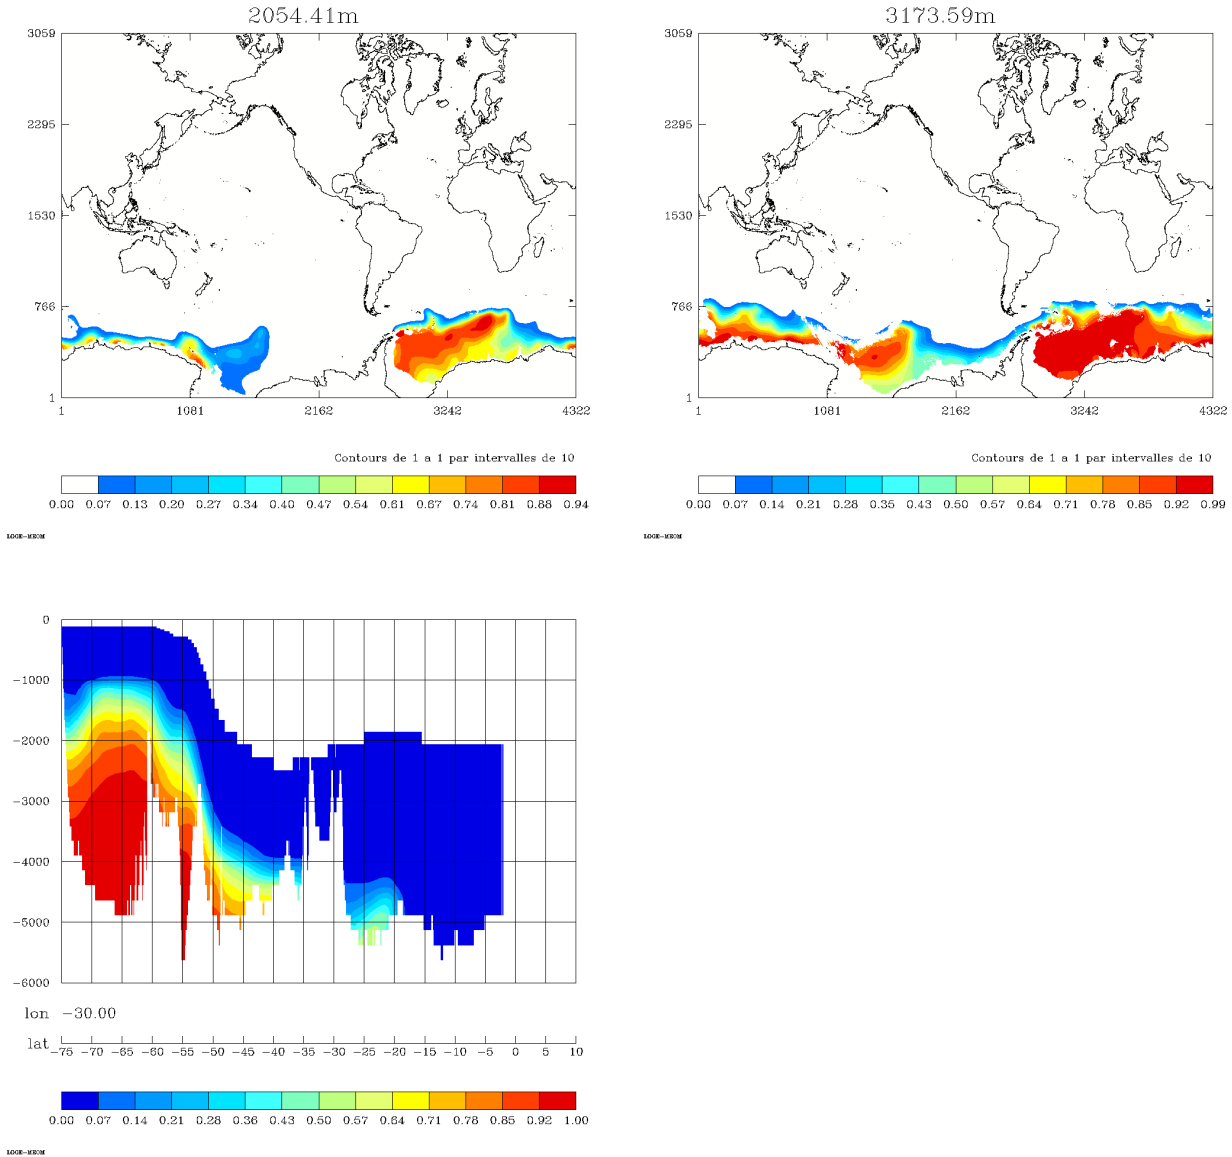 2054.41m
3059
2295
1530
766
1
1 1081 2162 3242 4322
Contours de 1 a 1 par intervalles de 10
0.00 0.07 0.13 0.20 0.27 0.34 0.40 0.47 0.54 0.61 0.67 0.74 0.81 0.88 0.94
LOGE-MEOM
3173.59m
3059
2295
1530
766
1
1 1081 2162 3242 4322
Contours de 1 a 1 par intervalles de 10
0.00 0.07 0.14 0.21 0.28 0.35 0.43 0.50 0.57 0.64 0.71 0.78 0.85 0.92 0.99
LOGE-MEOM
0
-1000
-2000
-3000
-4000
-5000
-6000
lon -30.00
lat -75 -70 -65 -60 -55 -50 -45 -40 -35 -30 -25 -20 -15 -10 -5 0 5 10
0.00 0.07 0.14 0.21 0.28 0.36 0.43 0.50 0.57 0.64 0.71 0.78 0.85 0.92 1.00
LOGE-MEOM